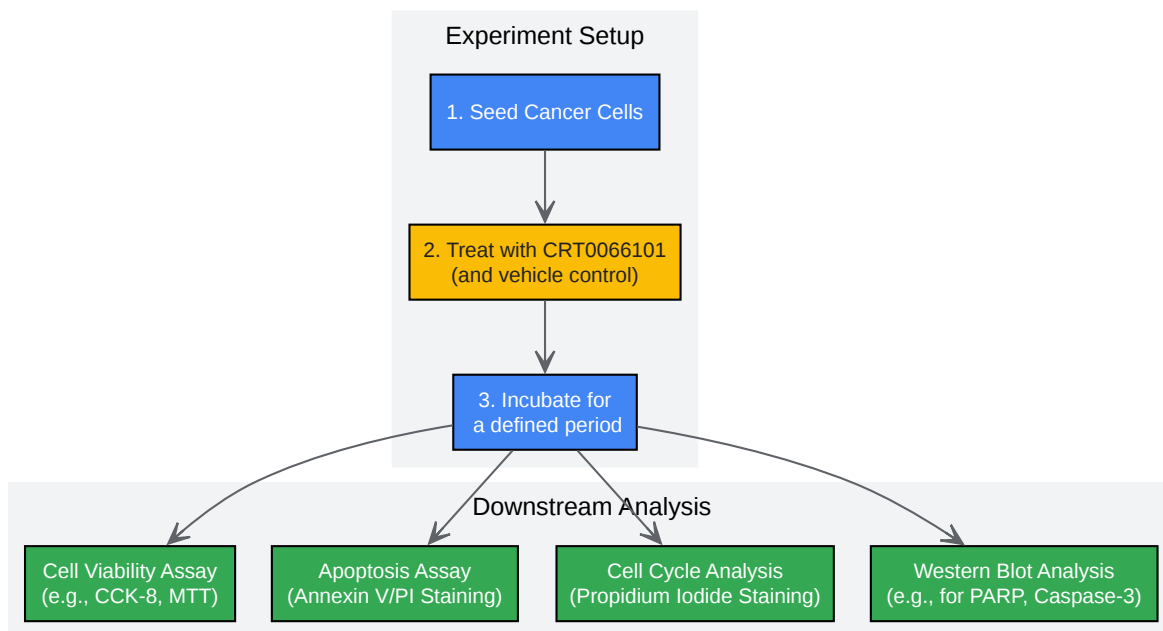 Experiment Setup
1. Seed Cancer Cells
2. Treat with CRT0066101
(and vehicle control)
3. Incubate for
a defined period
Downstream Analysis
Cell Viability Assay
(e.g., CCK-8, MTT)
Apoptosis Assay
(Annexin V/PI Staining)
Cell Cycle Analysis
(Propidium Iodide Staining)
Western Blot Analysis
(e.g., for PARP, Caspase-3)